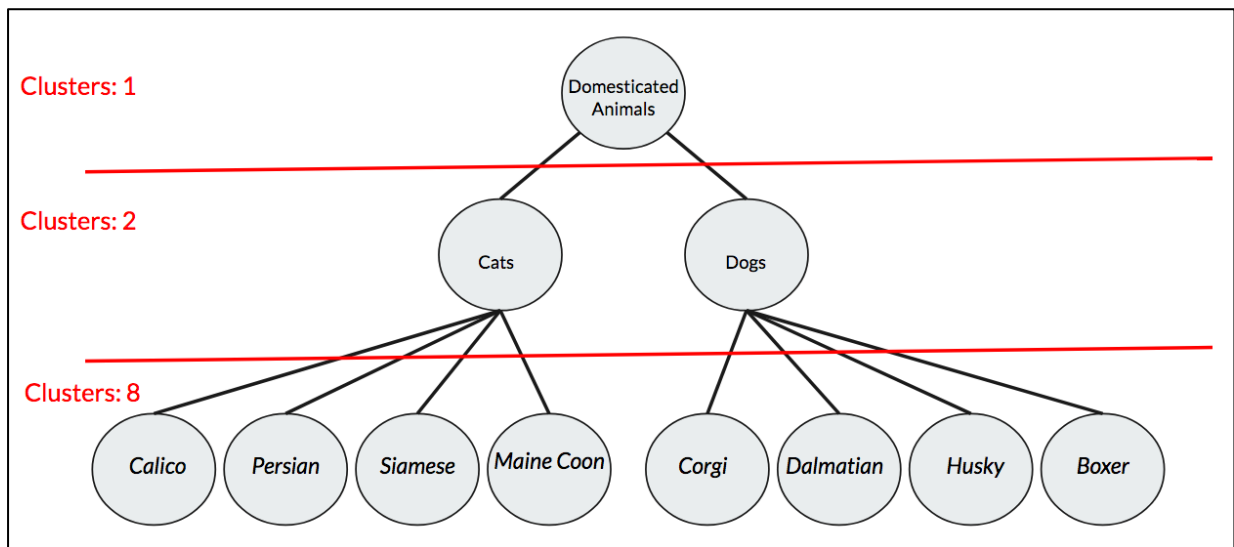 Clusters: 1
Domesticated
Animals
Clusters: 2
Cats
Dogs
Clusters: 8
Calico
Persian
Siamese
Maine Coon
Corgi
Dalmatian
Husky
Boxer